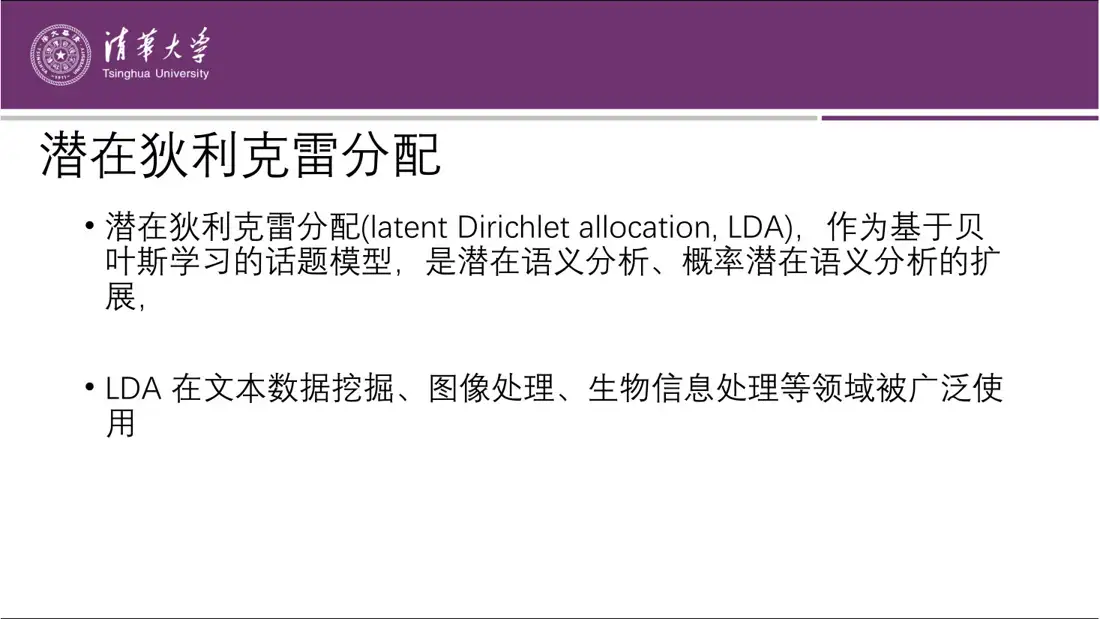 清华大学
Tsinghua University
潜在狄利克雷分配
• 潜在狄利克雷分配(latent Dirichlet allocation, LDA)，作为基于贝
叶斯学习的话题模型，是潜在语义分析、概率潜在语义分析的扩
展，
• LDA 在文本数据挖掘、图像处理、生物信息处理等领域被广泛使
用